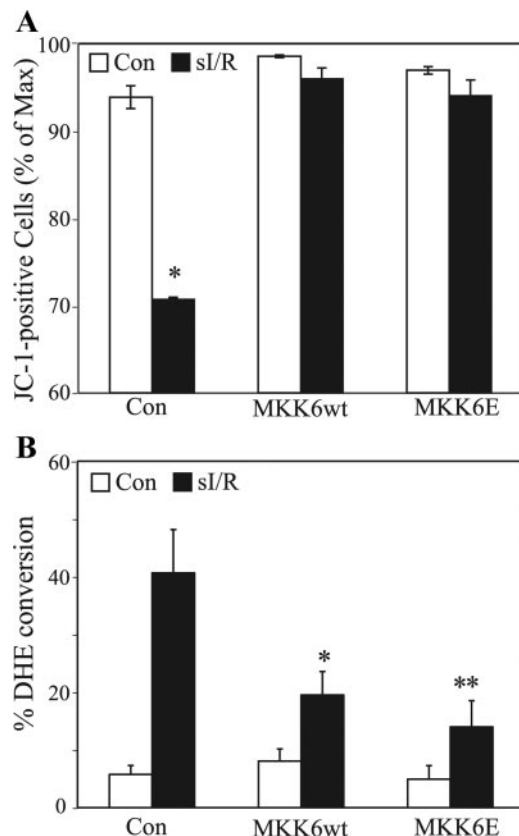 A
100
Con sI/R
90
80
70
60
JC-1-positive Cells (% of Max)
*
Con MKK6wt MKK6E
B
60
Con sI/R
40
20
0
% DHE conversion
*
**
Con MKK6wt MKK6E